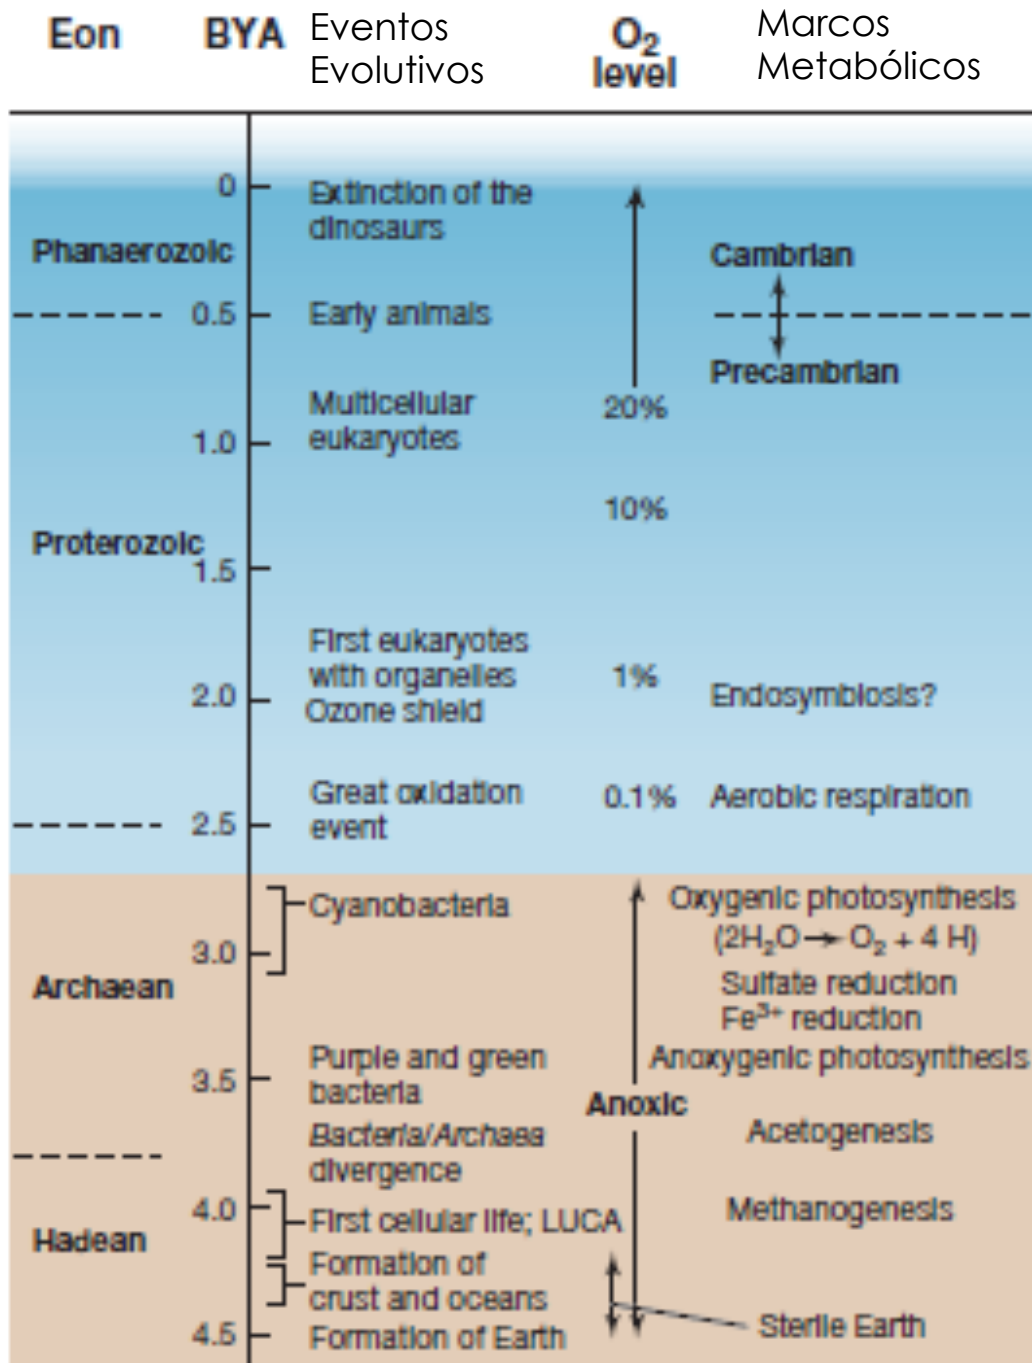 Eon BYA Eventos Evolutivos O₂ level Marcos Metabólicos
0 Extinction of the dinosaurs
Phanaerozoic
Cambrian
0.5 Early animals
Precambrian
Multicellular eukaryotes 20%
1.0
10%
Proterozoic
1.5
First eukaryotes with organelles
1%
Ozone shield
2.0 Endosymbiosis?
Great oxidation event 0.1% Aerobic respiration
2.5
Cyanobacteria Oxygenic photosynthesis
(2H₂O → O₂ + 4 H)
3.0
Sulfate reduction
Archaean
Fe³⁺ reduction
Purple and green bacteria Anoxygenic photosynthesis
3.5
Anoxic
Bacteria/Archaea divergence Acetogenesis
4.0 First cellular life; LUCA Methanogenesis
Hadean
Formation of crust and oceans
4.5 Formation of Earth Sterile Earth